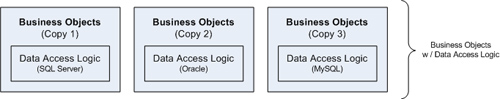 Business Objects
(Copy 1)
Data Access Logic
(SQL Server)
Business Objects
(Copy 2)
Data Access Logic
(Oracle)
Business Objects
(Copy 3)
Data Access Logic
(MySQL)
Business Objects
w / Data Access Logic